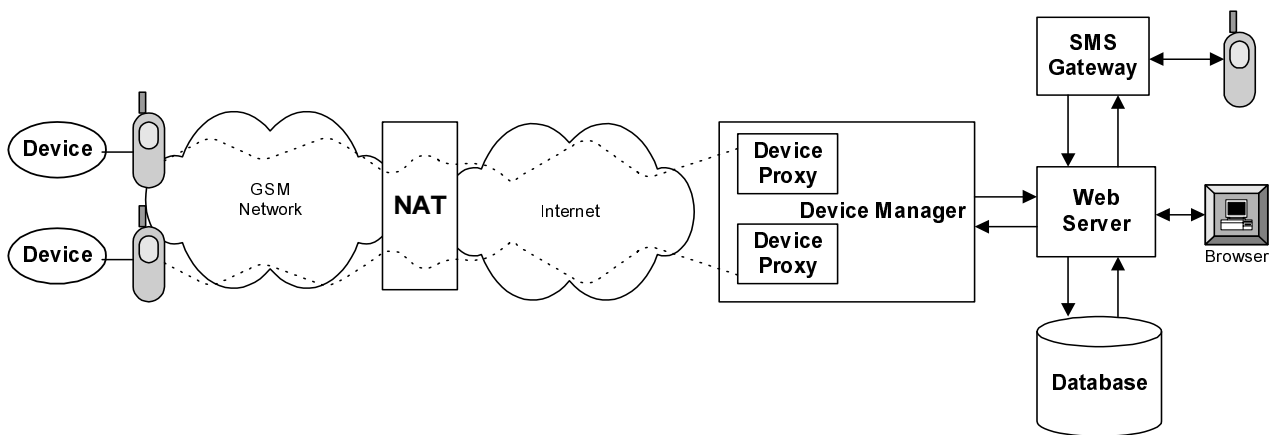 SMS
Gateway
Device
GSM
Network
NAT
Internet
Device
Proxy
Device Manager
Web
Server
Browser
Device
Device
Proxy
Database